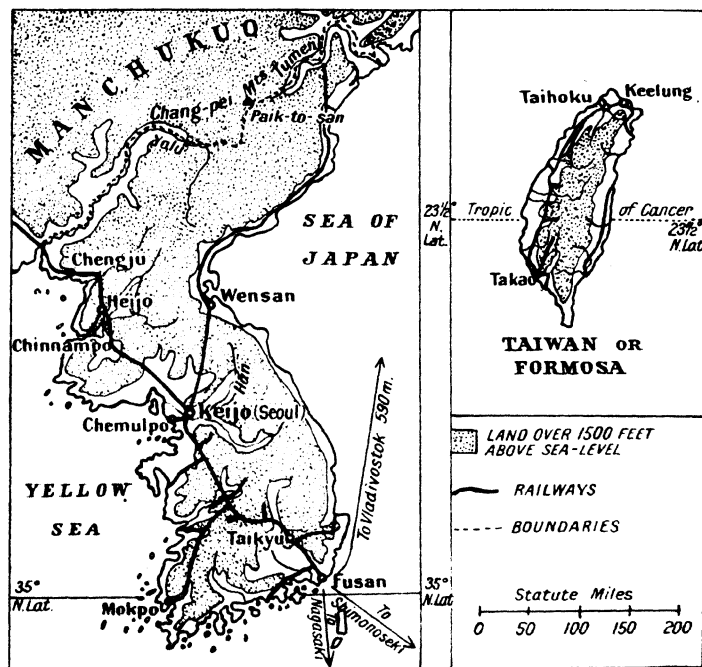 MANCHUKUO
Chang-pei Mts
Tumen
Paik-to-san
Yalu
SEA OF
JAPAN
Chengju
Heijo
Chinnampo
Wensan
Han
Keijo (Seoul)
Chemulpo
To Vladivostok 590 m.
YELLOW
SEA
Taikyu
Fusan
35°
N.Lat.
35°
N.Lat.
Mokpo
To
Nagasaki
To
Shimonoseki
Taihoku
Keelung
23½°
N.
Lat.
Tropic of Cancer
23½°
N.Lat
Takao
TAIWAN OR
FORMOSA
LAND OVER 1500 FEET
ABOVE SEA-LEVEL
RAILWAYS
BOUNDARIES
Statute Miles
0 50 100 150 200